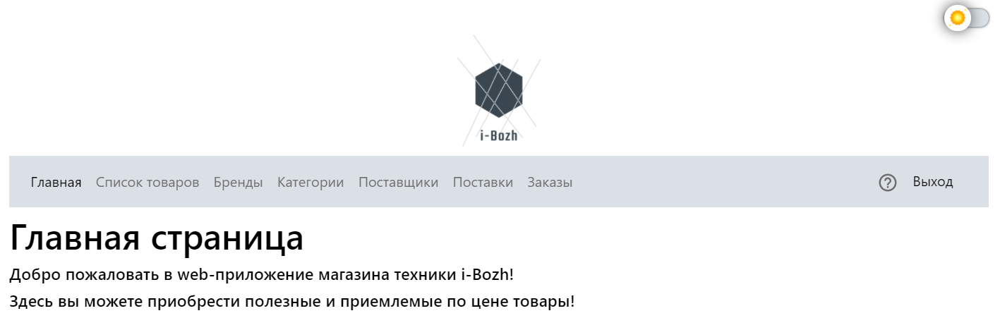 i-Bozh
Главная Список товаров Бренды Категории Поставщики Поставки Заказы ? Выход
Главная страница
Добро пожаловать в web-приложение магазина техники i-Bozh!
Здесь вы можете приобрести полезные и приемлемые по цене товары!